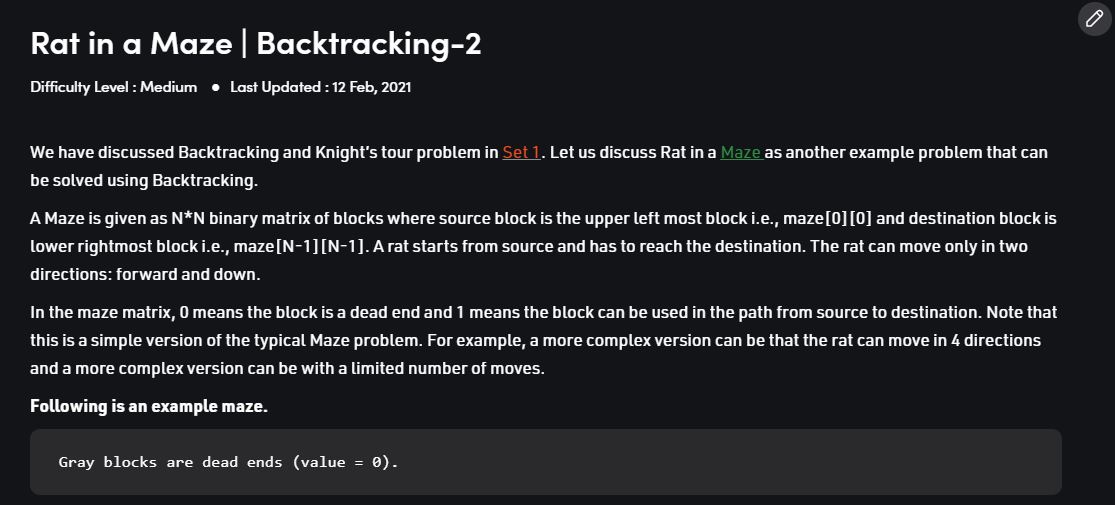 Rat in a Maze | Backtracking-2
Difficulty Level : Medium ● Last Updated : 12 Feb, 2021
We have discussed Backtracking and Knight's tour problem in Set 1. Let us discuss Rat in a Maze as another example problem that can
be solved using Backtracking.
A Maze is given as N*N binary matrix of blocks where source block is the upper left most block i.e., maze[0][0] and destination block is
lower rightmost block i.e., maze[N-1][N-1]. A rat starts from source and has to reach the destination. The rat can move only in two
directions: forward and down.
In the maze matrix, 0 means the block is a dead end and 1 means the block can be used in the path from source to destination. Note that
this is a simple version of the typical Maze problem. For example, a more complex version can be that the rat can move in 4 directions
and a more complex version can be with a limited number of moves.
Following is an example maze.
Gray blocks are dead ends (value = 0).